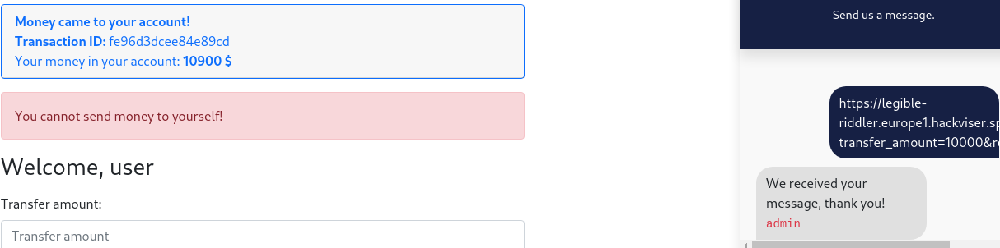 Money came to your account!
Transaction ID: fe96d3dcee84e89cd
Your money in your account: 10900 $
You cannot send money to yourself!
Welcome, user
Transfer amount:
Transfer amount
Send us a message.
https://legible-
riddler.europe1.hackviser.sp
transfer_amount=10000&re
We received your
message, thank you!
admin